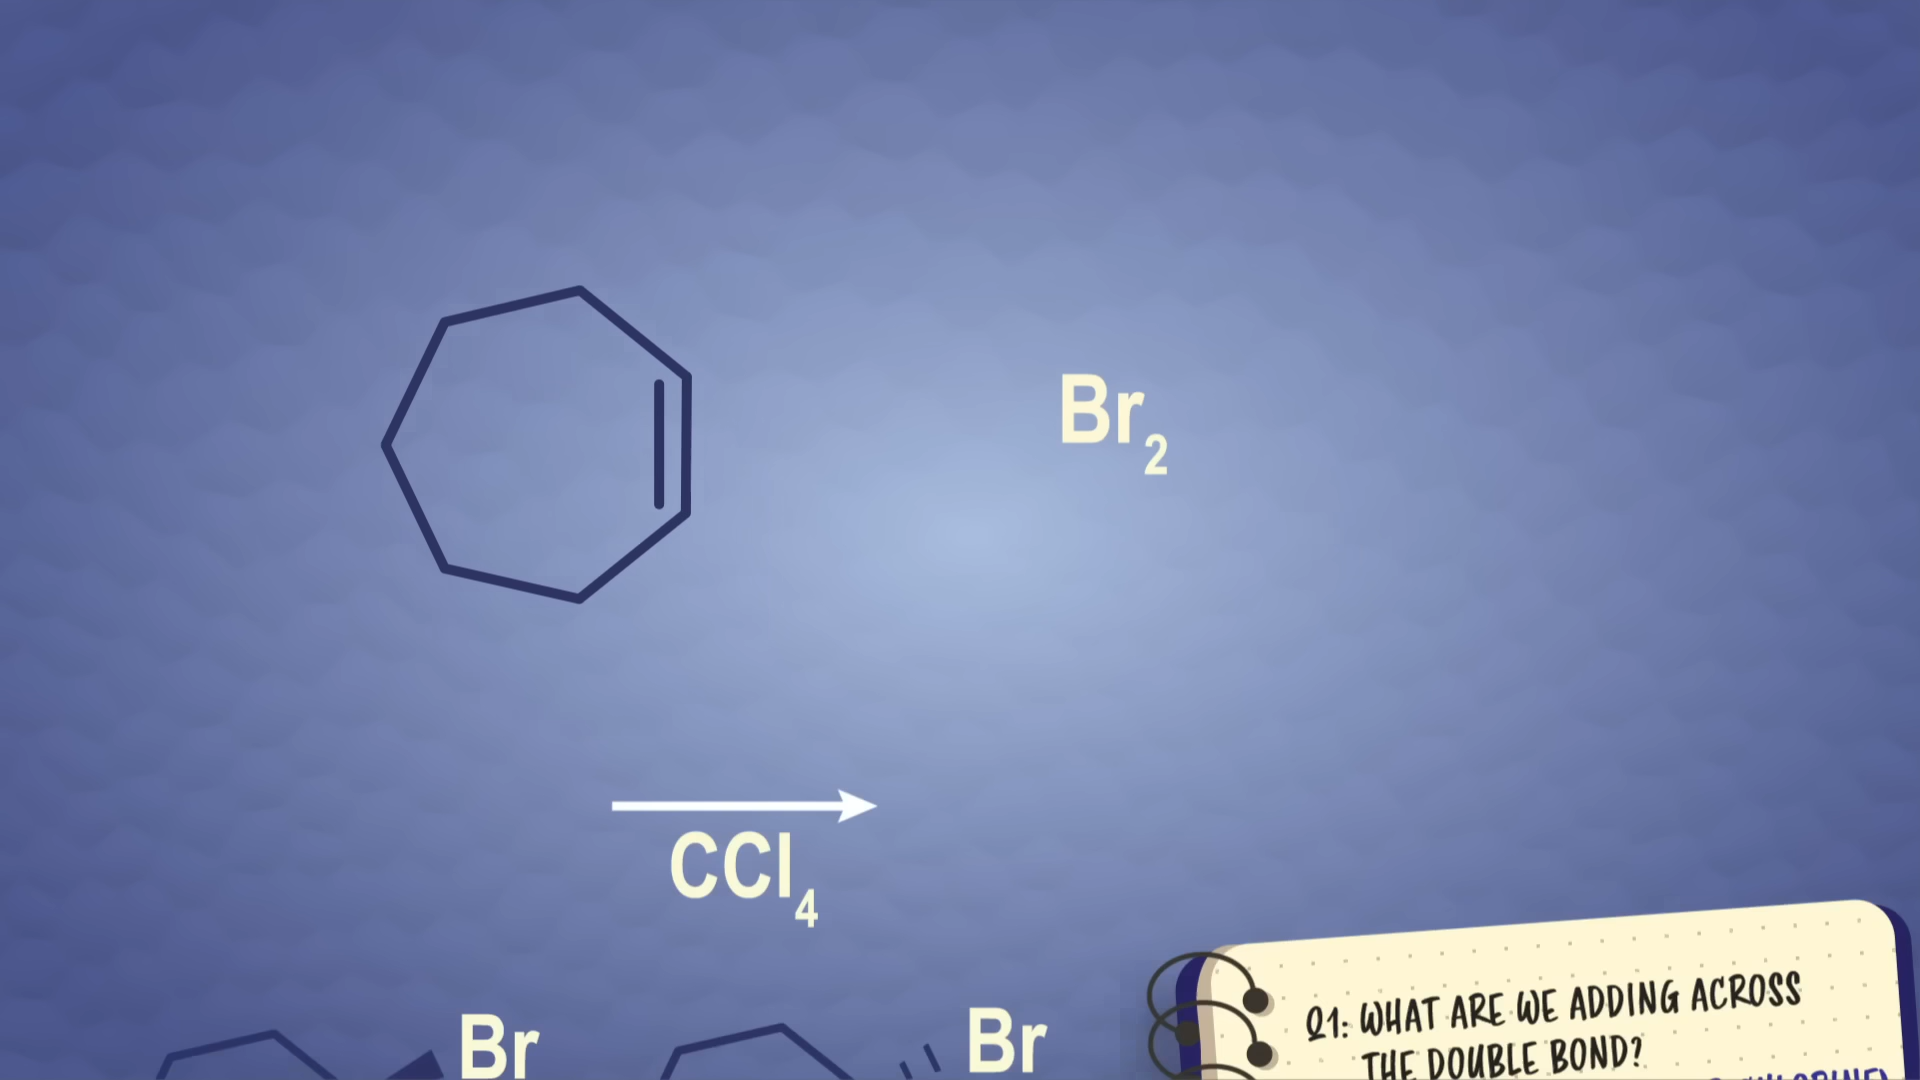 Br2
CCl4
Br
Br
Q1: WHAT ARE WE ADDING ACROSS
THE DOUBLE BOND?